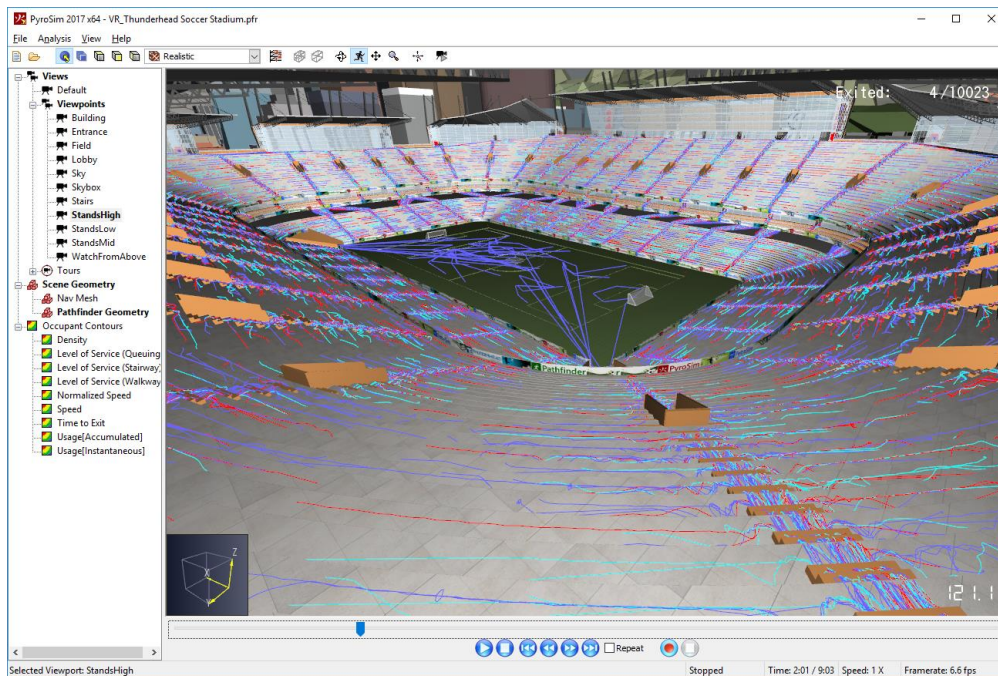 PyroSim 2017 x64 - VR_Thunderhead Soccer Stadium.pfr
File Analysis View Help
Realistic
Views
Default
Viewpoints
Building
Entrance
Field
Lobby
Sky
Skybox
Stairs
StandsHigh
StandsLow
StandsMid
WatchFromAbove
Tours
Scene Geometry
Nav Mesh
Pathfinder Geometry
Occupant Contours
Density
Level of Service (Queuing
Level of Service (Stairway
Level of Service (Walkway
Normalized Speed
Speed
Time to Exit
Usage[Accumulated]
Usage[Instantaneous]
Exited: 4/10023
Pathfinder
PyroSim
Z
X
Y
121.1
Repeat
Selected Viewport: StandsHigh
Stopped
Time: 2:01 / 9:03
Speed: 1 X
Framerate: 6.6 fps